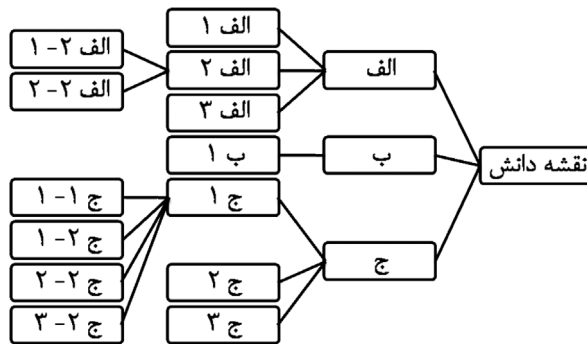 نقشه دانش
الف
الف ۱
الف ۲
الف ۲- ۱
الف ۲- ۲
الف ۳
ب
ب ۱
ج
ج ۱
ج ۱- ۱
ج ۲- ۱
ج ۲- ۲
ج ۲- ۳
ج ۲
ج ۳